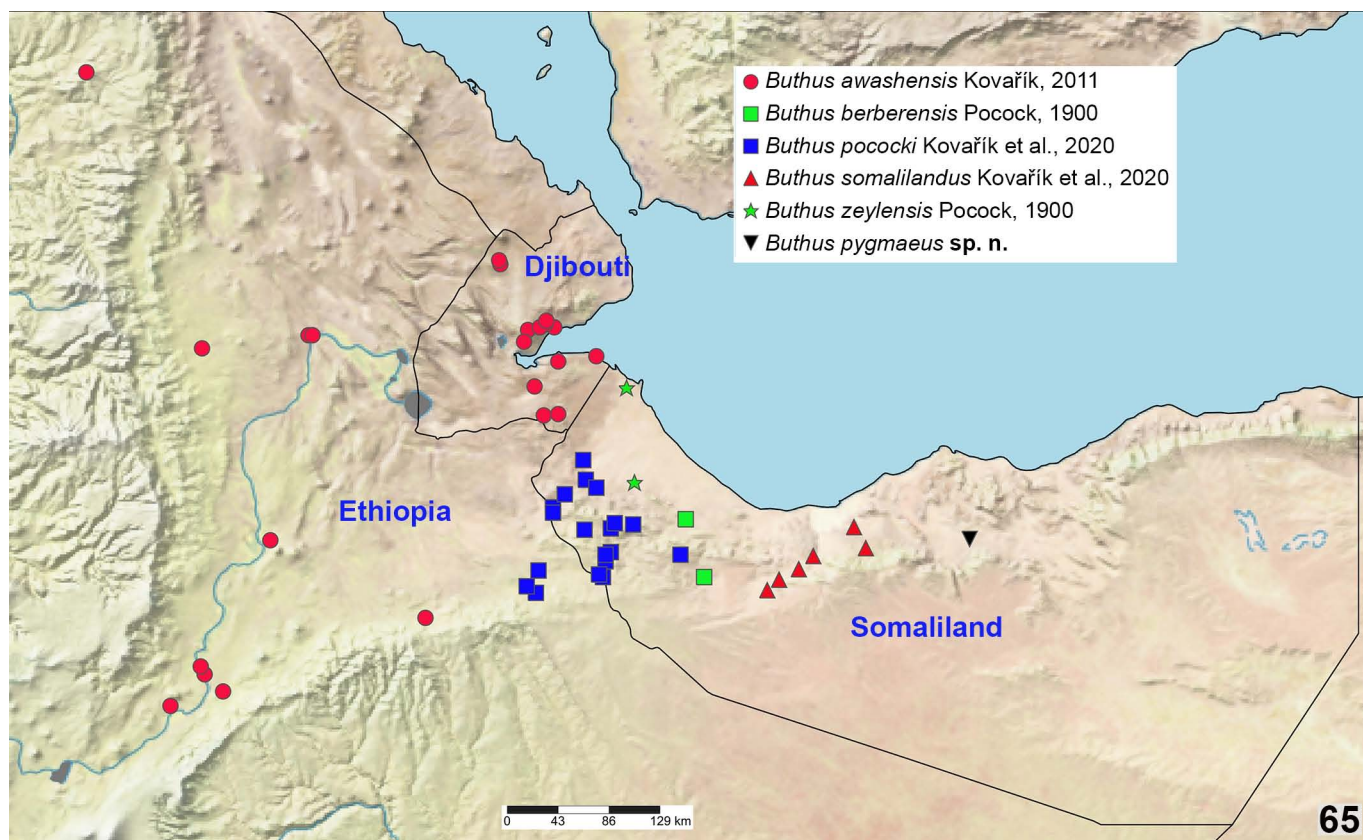 Buthus awashensis Kovařík, 2011
Buthus berberensis Pocock, 1900
Buthus pococki Kovařík et al., 2020
Buthus somalilandus Kovařík et al., 2020
Buthus zeylensis Pocock, 1900
Buthus pygmaeus sp. n.
Djibouti
Ethiopia
Somaliland
0 43 86 129 km
65